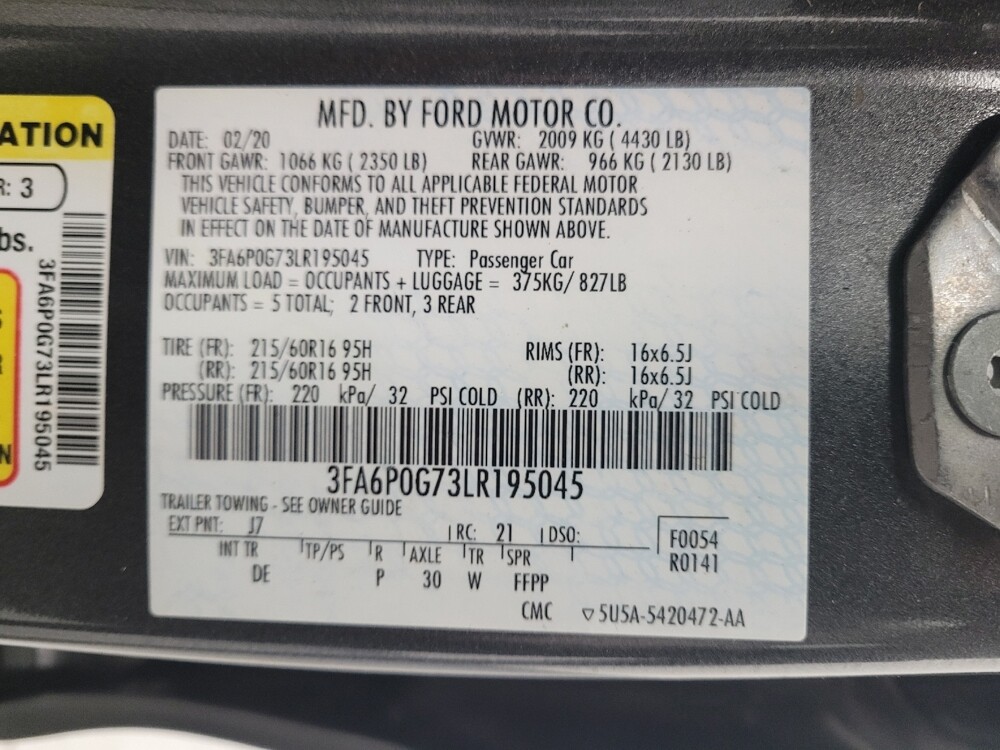 ATION
R: 3
bs.
3FA6P0G73LR195045
MFD. BY FORD MOTOR CO.
DATE: 02/20 GVWR: 2009 KG ( 4430 LB)
FRONT GAWR: 1066 KG ( 2350 LB) REAR GAWR: 966 KG ( 2130 LB)
THIS VEHICLE CONFORMS TO ALL APPLICABLE FEDERAL MOTOR
VEHICLE SAFETY, BUMPER, AND THEFT PREVENTION STANDARDS
IN EFFECT ON THE DATE OF MANUFACTURE SHOWN ABOVE.
VIN: 3FA6P0G73LR195045 TYPE: Passenger Car
MAXIMUM LOAD = OCCUPANTS + LUGGAGE = 375KG/ 827LB
OCCUPANTS = 5 TOTAL; 2 FRONT, 3 REAR
TIRE (FR): 215/60R16 95H RIMS (FR): 16x6.5J
(RR): 215/60R16 95H (RR): 16x6.5J
PRESSURE (FR): 220 kPa/ 32 PSI COLD (RR): 220 kPa/ 32 PSI COLD
3FA6P0G73LR195045
TRAILER TOWING - SEE OWNER GUIDE
EXT PNT: J7 RC: 21 DSO: F0054
INT TR TP/PS R AXLE TR SPR R0141
DE P 30 W FFPP
CMC ▽5U5A-5420472-AA